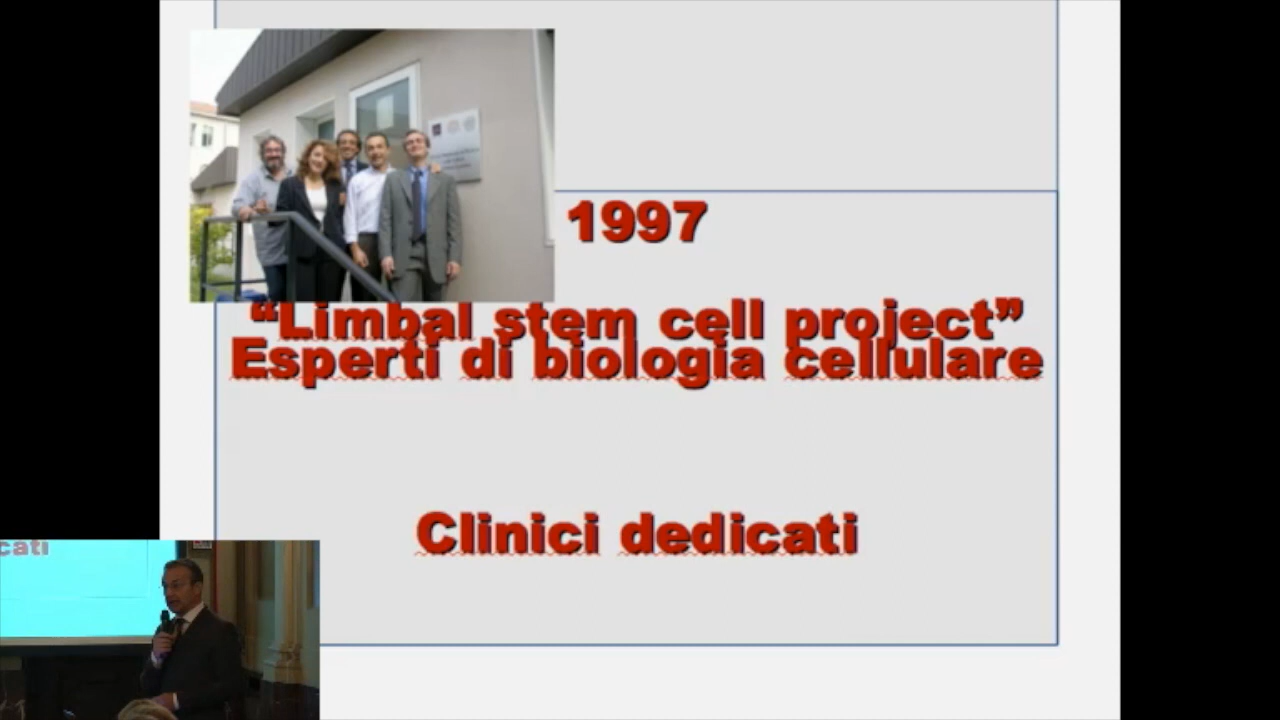 1997
“Limbal stem cell project”
Esperti di biologia cellulare
Clinici dedicati
cati